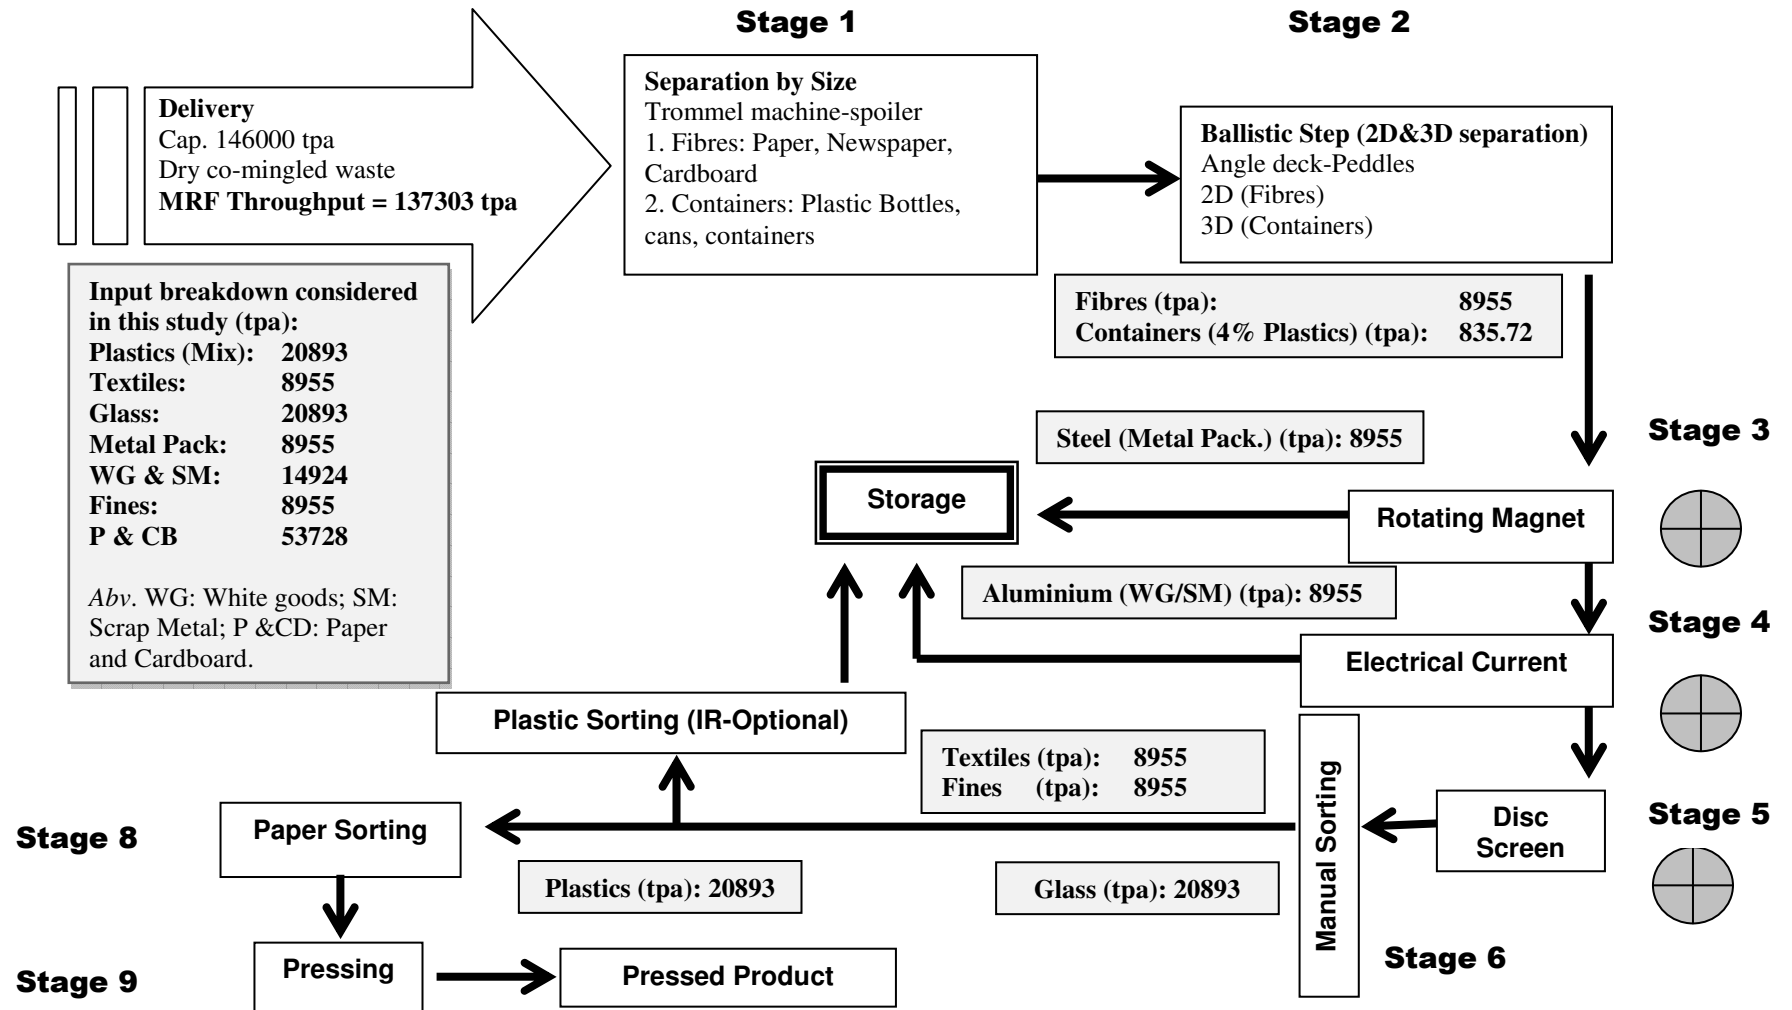 Stage 1
Stage 2
Delivery
Cap. 146000 tpa
Dry co-mingled waste
MRF Throughput = 137303 tpa
Separation by Size
Trommel machine-spoiler
1. Fibres: Paper, Newspaper,
Cardboard
2. Containers: Plastic Bottles,
cans, containers
Ballistic Step (2D&3D separation)
Angle deck-Peddles
2D (Fibres)
3D (Containers)
Input breakdown considered
in this study (tpa):
Plastics (Mix): 20893
Textiles: 8955
Glass: 20893
Metal Pack: 8955
WG & SM: 14924
Fines: 8955
P & CB 53728
Abv. WG: White goods; SM:
Scrap Metal; P &CD: Paper
and Cardboard.
Fibres (tpa): 8955
Containers (4% Plastics) (tpa): 835.72
Steel (Metal Pack.) (tpa): 8955
Stage 3
Storage
Rotating Magnet
Aluminium (WG/SM) (tpa): 8955
Stage 4
Electrical Current
Plastic Sorting (IR-Optional)
Textiles (tpa): 8955
Fines (tpa): 8955
Manual Sorting
Disc
Screen
Stage 5
Stage 8
Paper Sorting
Plastics (tpa): 20893
Glass (tpa): 20893
Stage 6
Stage 9
Pressing
Pressed Product